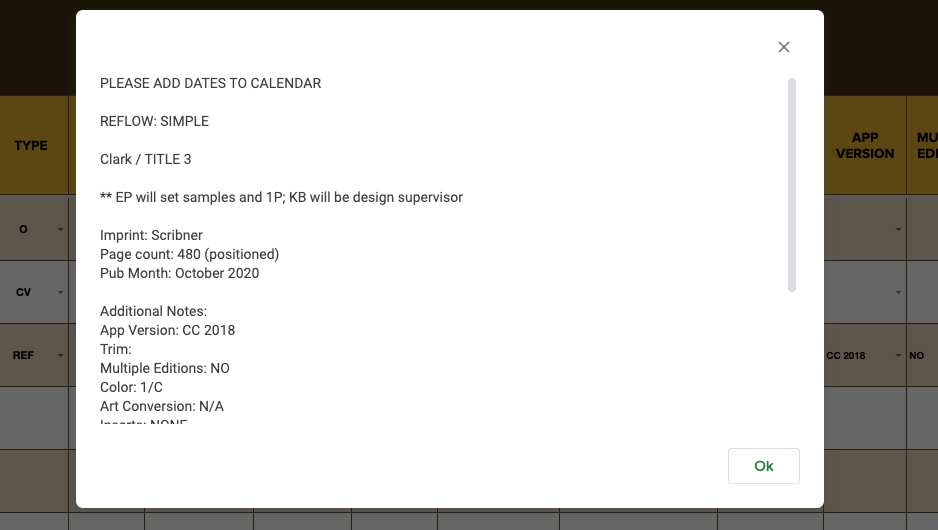 PLEASE ADD DATES TO CALENDAR
REFLOW: SIMPLE
Clark / TITLE 3
** EP will set samples and 1P; KB will be design supervisor
Imprint: Scribner
Page count: 480 (positioned)
Pub Month: October 2020
Additional Notes:
App Version: CC 2018
Trim:
Multiple Editions: NO
Color: 1/C
Art Conversion: N/A
Inserts: NONE
Ok
TYPE
O
CV
REF
APP
VERSION
CC 2018
MU
EDI
NO